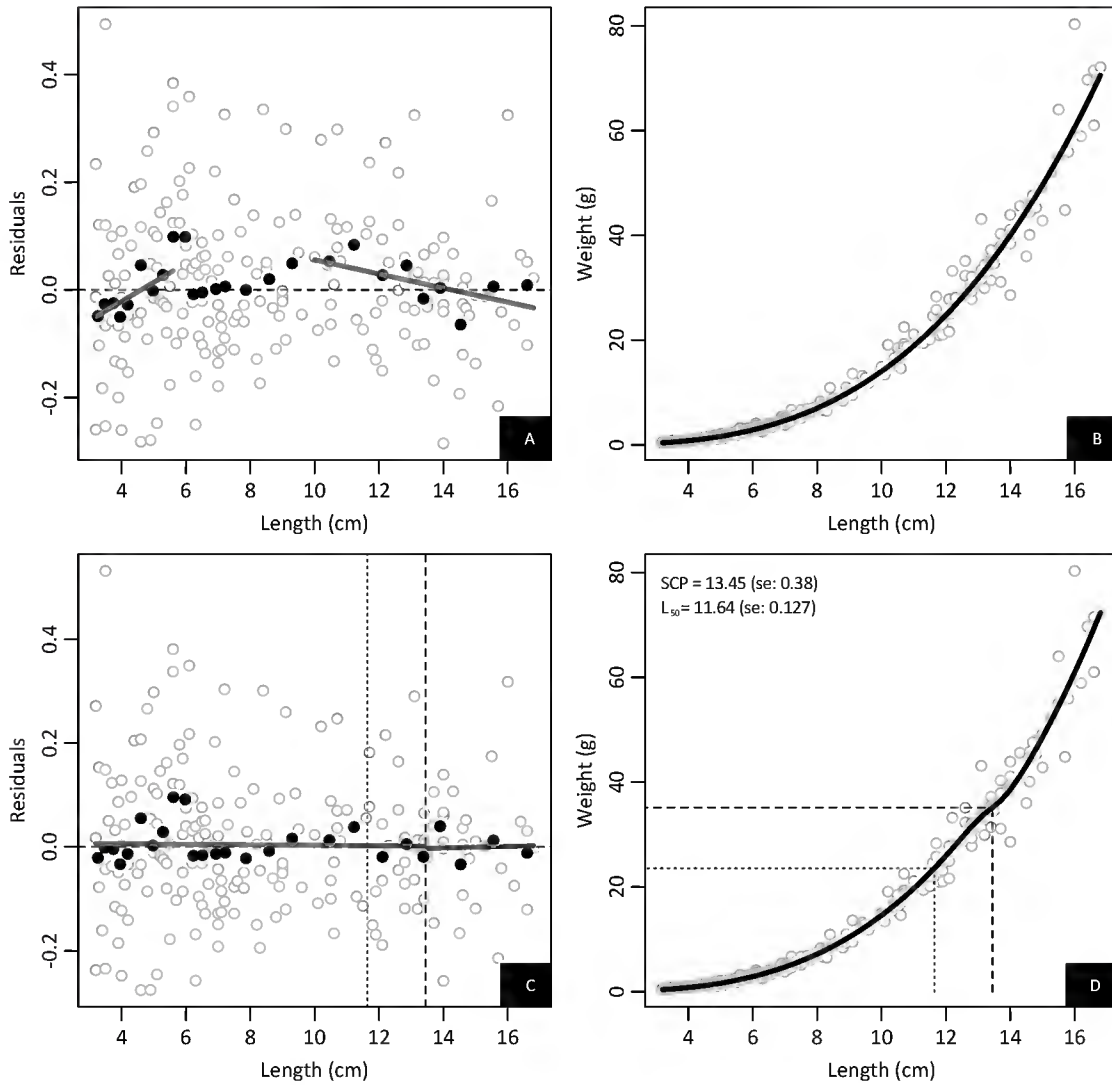 Residuals
0.4
0.2
0.0
-0.2
4 6 8 10 12 14 16
Length (cm)
A
Weight (g)
80
60
40
20
0
4 6 8 10 12 14 16
Length (cm)
B
Residuals
0.4
0.2
0.0
-0.2
4 6 8 10 12 14 16
Length (cm)
C
Weight (g)
80
60
40
20
0
SCP = 13.45 (se: 0.38)
L50= 11.64 (se: 0.127)
4 6 8 10 12 14 16
Length (cm)
D